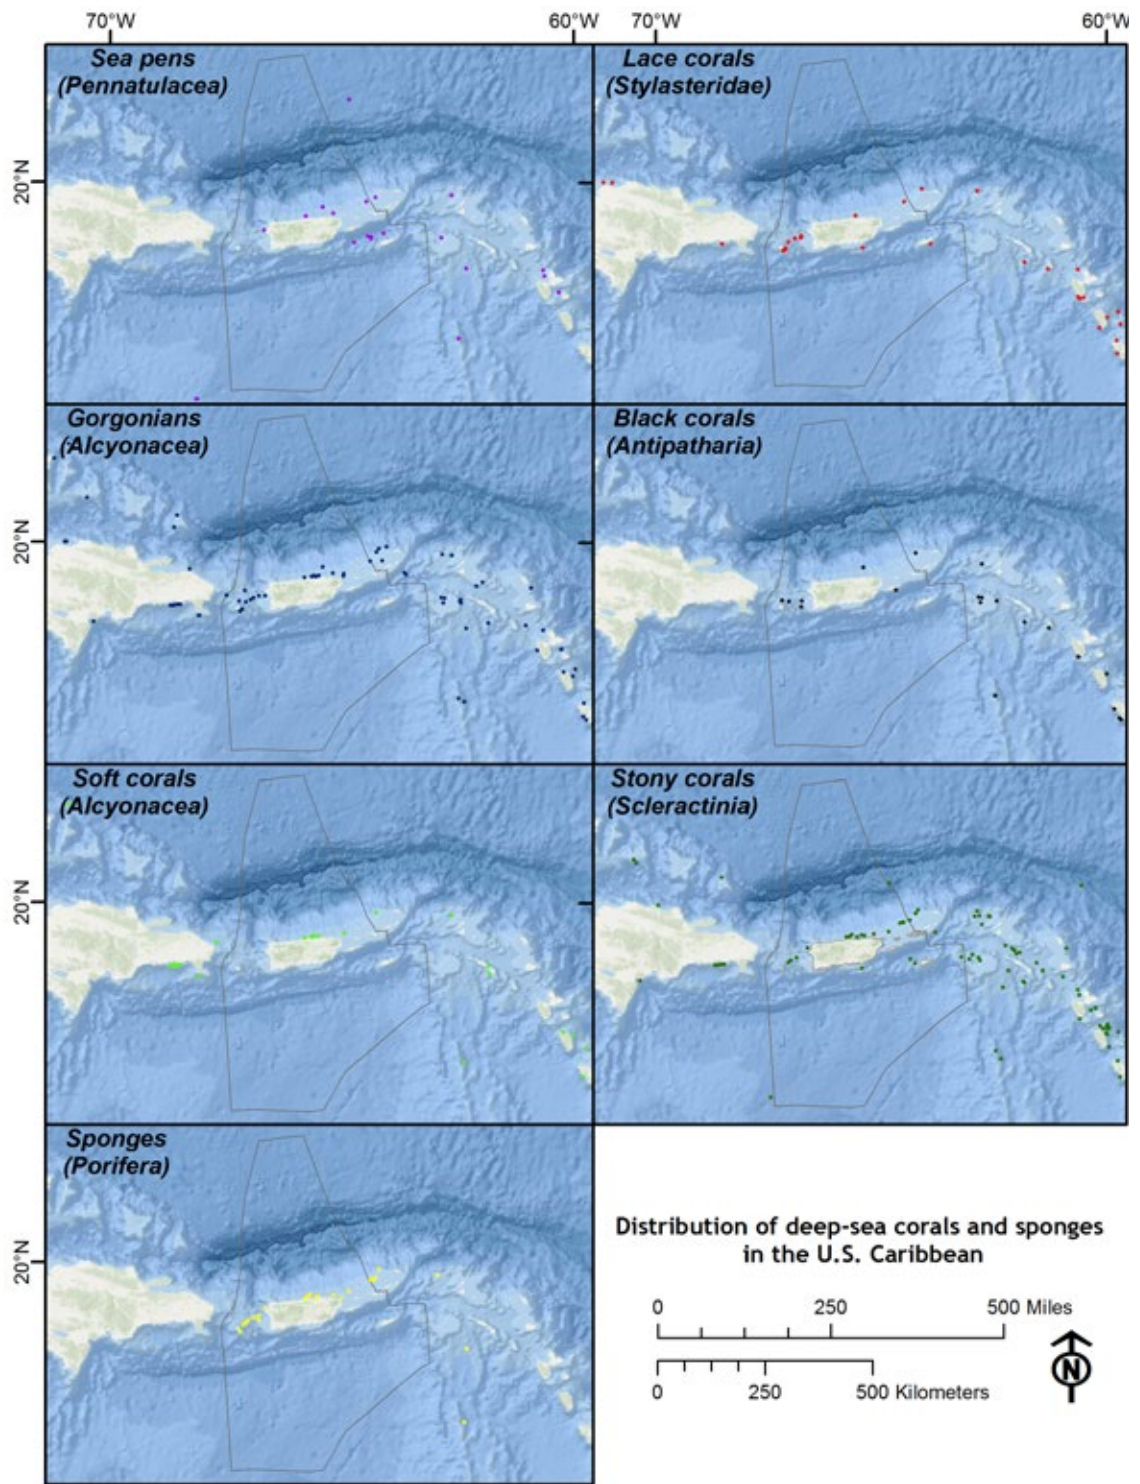 70°W 60°W 70°W 60°W
Sea pens
(Pennatulacea)
Lace corals
(Stylasteridae)
20°N
Gorgonians
(Alcyonacea)
Black corals
(Antipatharia)
20°N
Soft corals
(Alcyonacea)
Stony corals
(Scleractinia)
20°N
Sponges
(Porifera)
20°N
Distribution of deep-sea corals and sponges
in the U.S. Caribbean
0 250 500 Miles
0 250 500 Kilometers
N